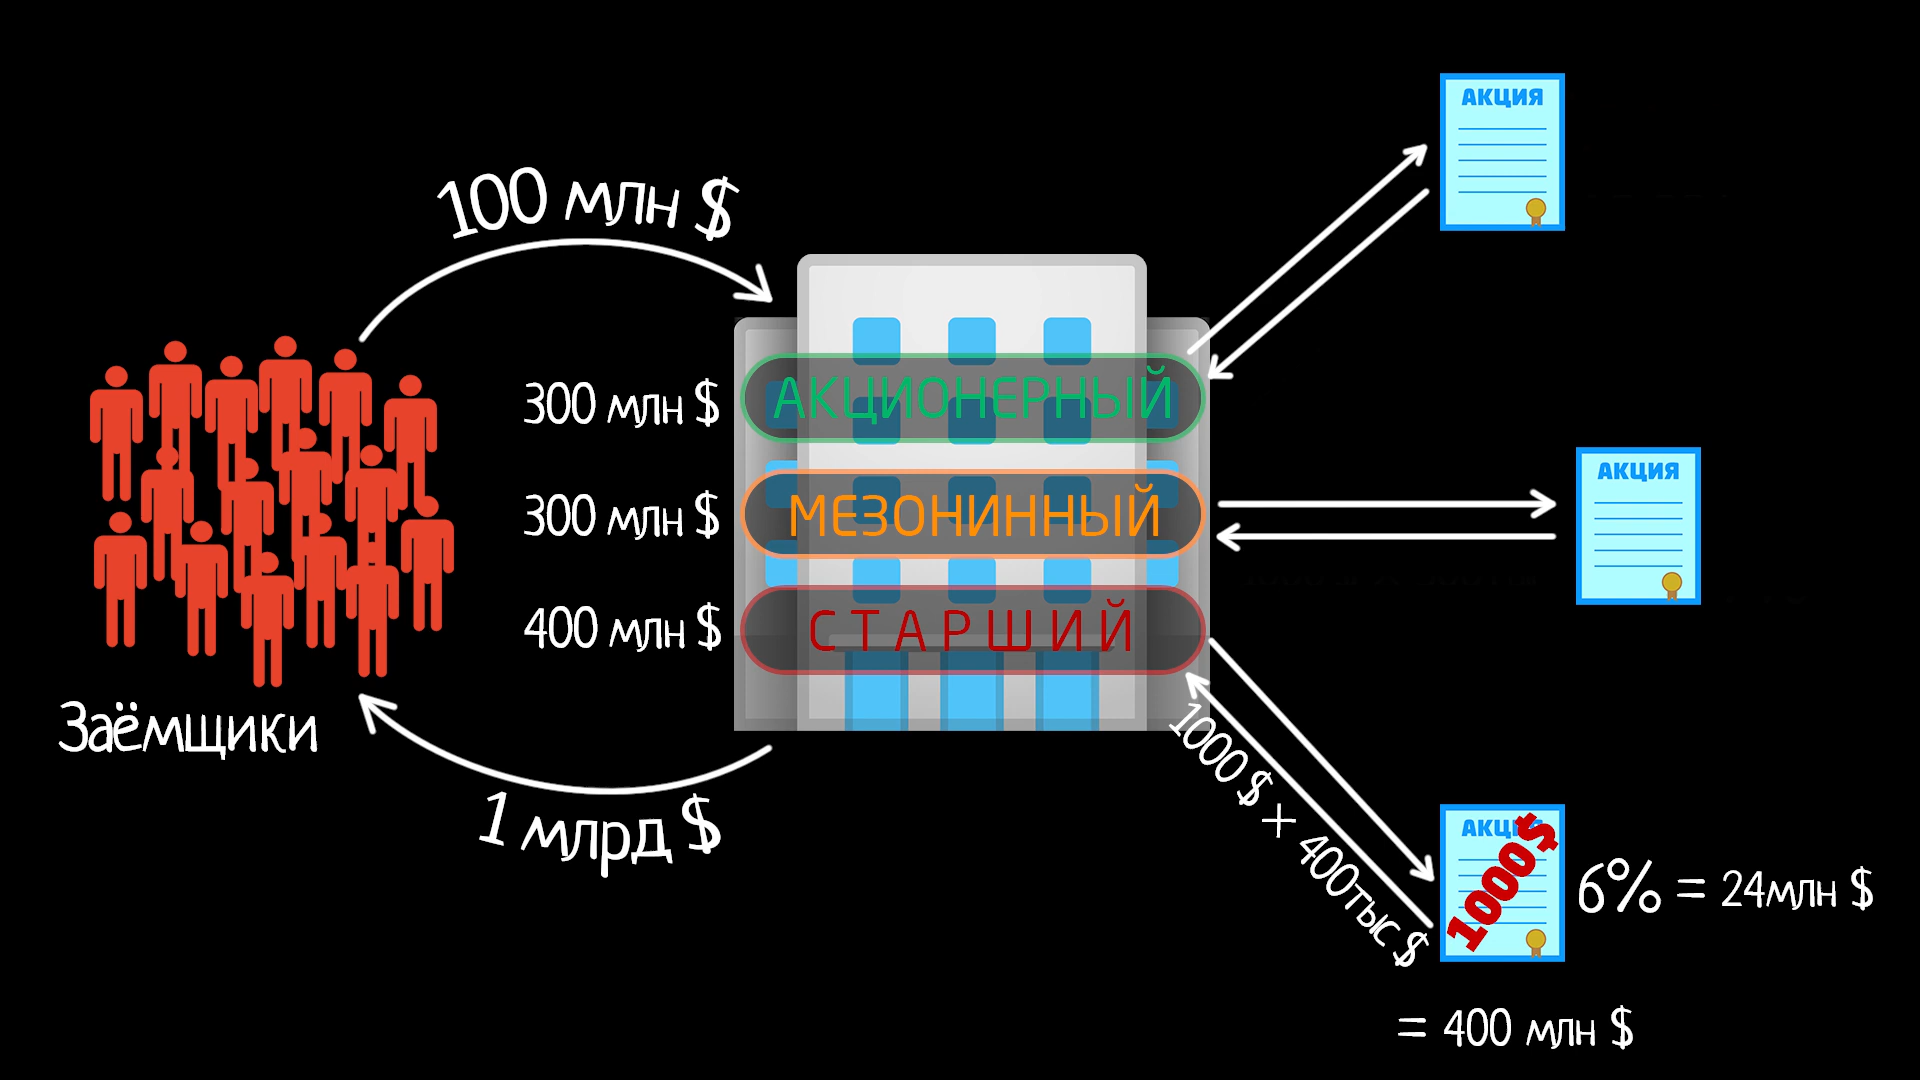 АКЦИЯ
100 млн $
300 млн $
АКЦИОНЕРНЫЙ
300 млн $
МЕЗОНИННЫЙ
АКЦИЯ
400 млн $
СТАРШИЙ
Заёмщики
1 млрд $
1000 $ × 400тыс $
1000$
6% = 24млн $
= 400 млн $